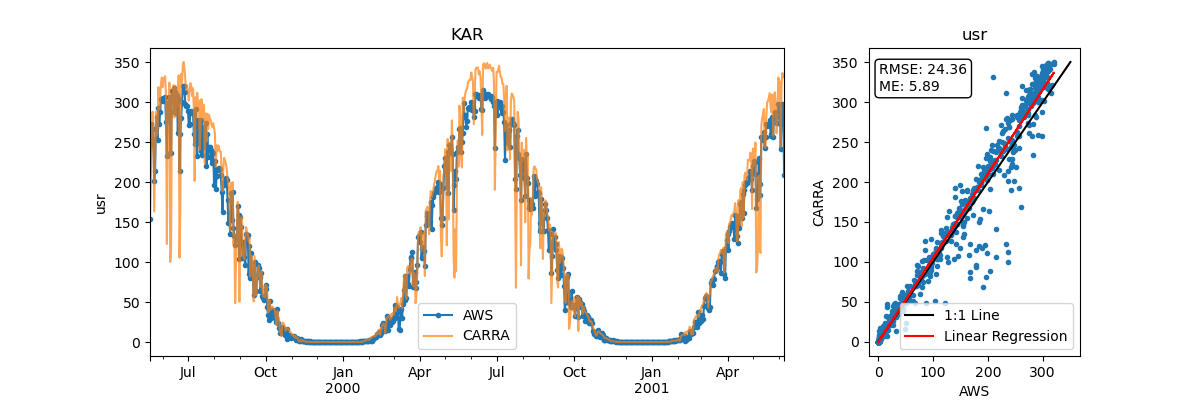 KAR
usr
350
300
250
200
150
100
50
0
usr
Jul
Oct
Jan
2000
Apr
Jul
Oct
Jan
2001
Apr
AWS
CARRA
usr
RMSE: 24.36
ME: 5.89
350
300
250
200
150
100
50
0
CARRA
0
100
200
300
AWS
1:1 Line
Linear Regression